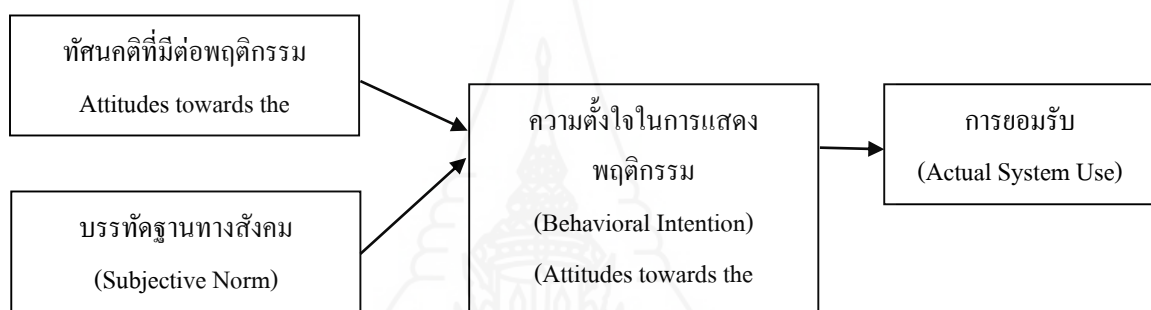 ทัศนคติที่มีต่อพฤติกรรม
Attitudes towards the
บรรทัดฐานทางสังคม
(Subjective Norm)
ความตั้งใจในการแสดง
พฤติกรรม
(Behavioral Intention)
(Attitudes towards the
การยอมรับ
(Actual System Use)